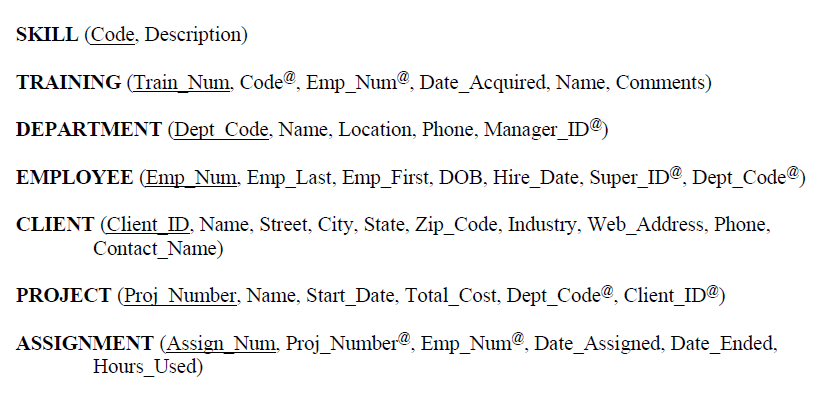 SKILL (Code, Description)
TRAINING (Train_Num, Code@, Emp_Num@, Date_Acquired, Name, Comments)
DEPARTMENT (Dept_Code, Name, Location, Phone, Manager_ID@)
EMPLOYEE (Emp_Num, Emp_Last, Emp_First, DOB, Hire_Date, Super_ID@, Dept_Code@)
CLIENT (Client_ID, Name, Street, City, State, Zip_Code, Industry, Web_Address, Phone,
Contact_Name)
PROJECT (Proj_Number, Name, Start_Date, Total_Cost, Dept_Code@, Client_ID@)
ASSIGNMENT (Assign_Num, Proj_Number@, Emp_Num@, Date_Assigned, Date_Ended,
Hours_Used)